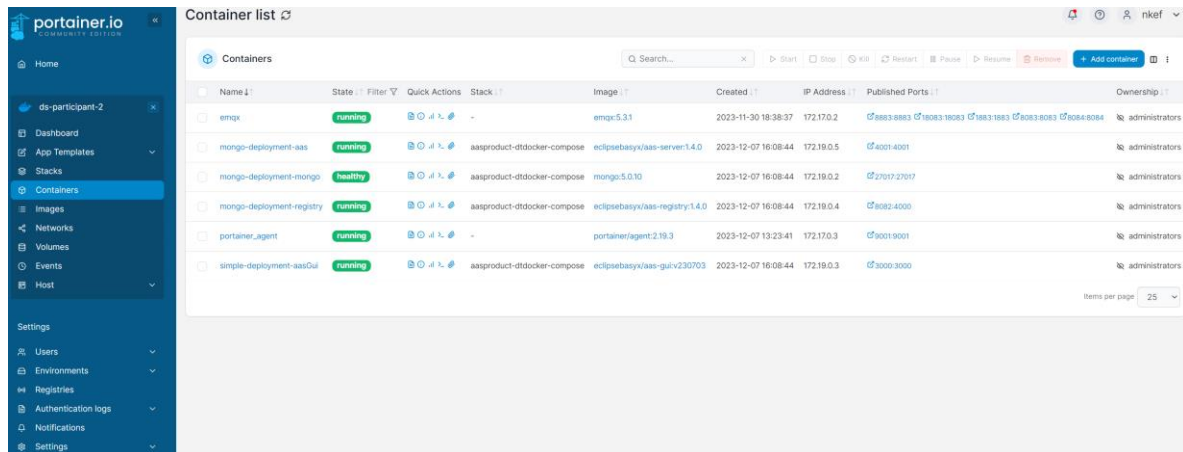 portainer.io
COMMUNITY EDITION
Home
ds-participant-2
Dashboard
App Templates
Stacks
Containers
Images
Networks
Volumes
Events
Host
Settings
Users
Environments
Registries
Authentication logs
Notifications
Settings
Container list
nkef
Containers
Search...
Start Stop Kill Restart Pause Resume Remove + Add container
Name State Filter Quick Actions Stack Image Created IP Address Published Ports Ownership
emqx running - emqx:5.3.1 2023-11-30 18:38:37 172.17.0.2 8883:8883 18083:18083 1883:1883 8083:8083 8084:8084 administrators
mongo-deployment-aas running aasproduct-dtdocker-compose eclipsebasyx/aas-server:1.4.0 2023-12-07 16:08:44 172.19.0.5 4001:4001 administrators
mongo-deployment-mongo healthy aasproduct-dtdocker-compose mongo:5.0.10 2023-12-07 16:08:44 172.19.0.2 27017:27017 administrators
mongo-deployment-registry running aasproduct-dtdocker-compose eclipsebasyx/aas-registry:1.4.0 2023-12-07 16:08:44 172.19.0.4 8082:4000 administrators
portainer_agent running - portainer/agent:2.19.3 2023-12-07 13:23:41 172.17.0.3 9001:9001 administrators
simple-deployment-aasGui running aasproduct-dtdocker-compose eclipsebasyx/aas-gui:v230703 2023-12-07 16:08:44 172.19.0.3 3000:3000 administrators
Items per page 25